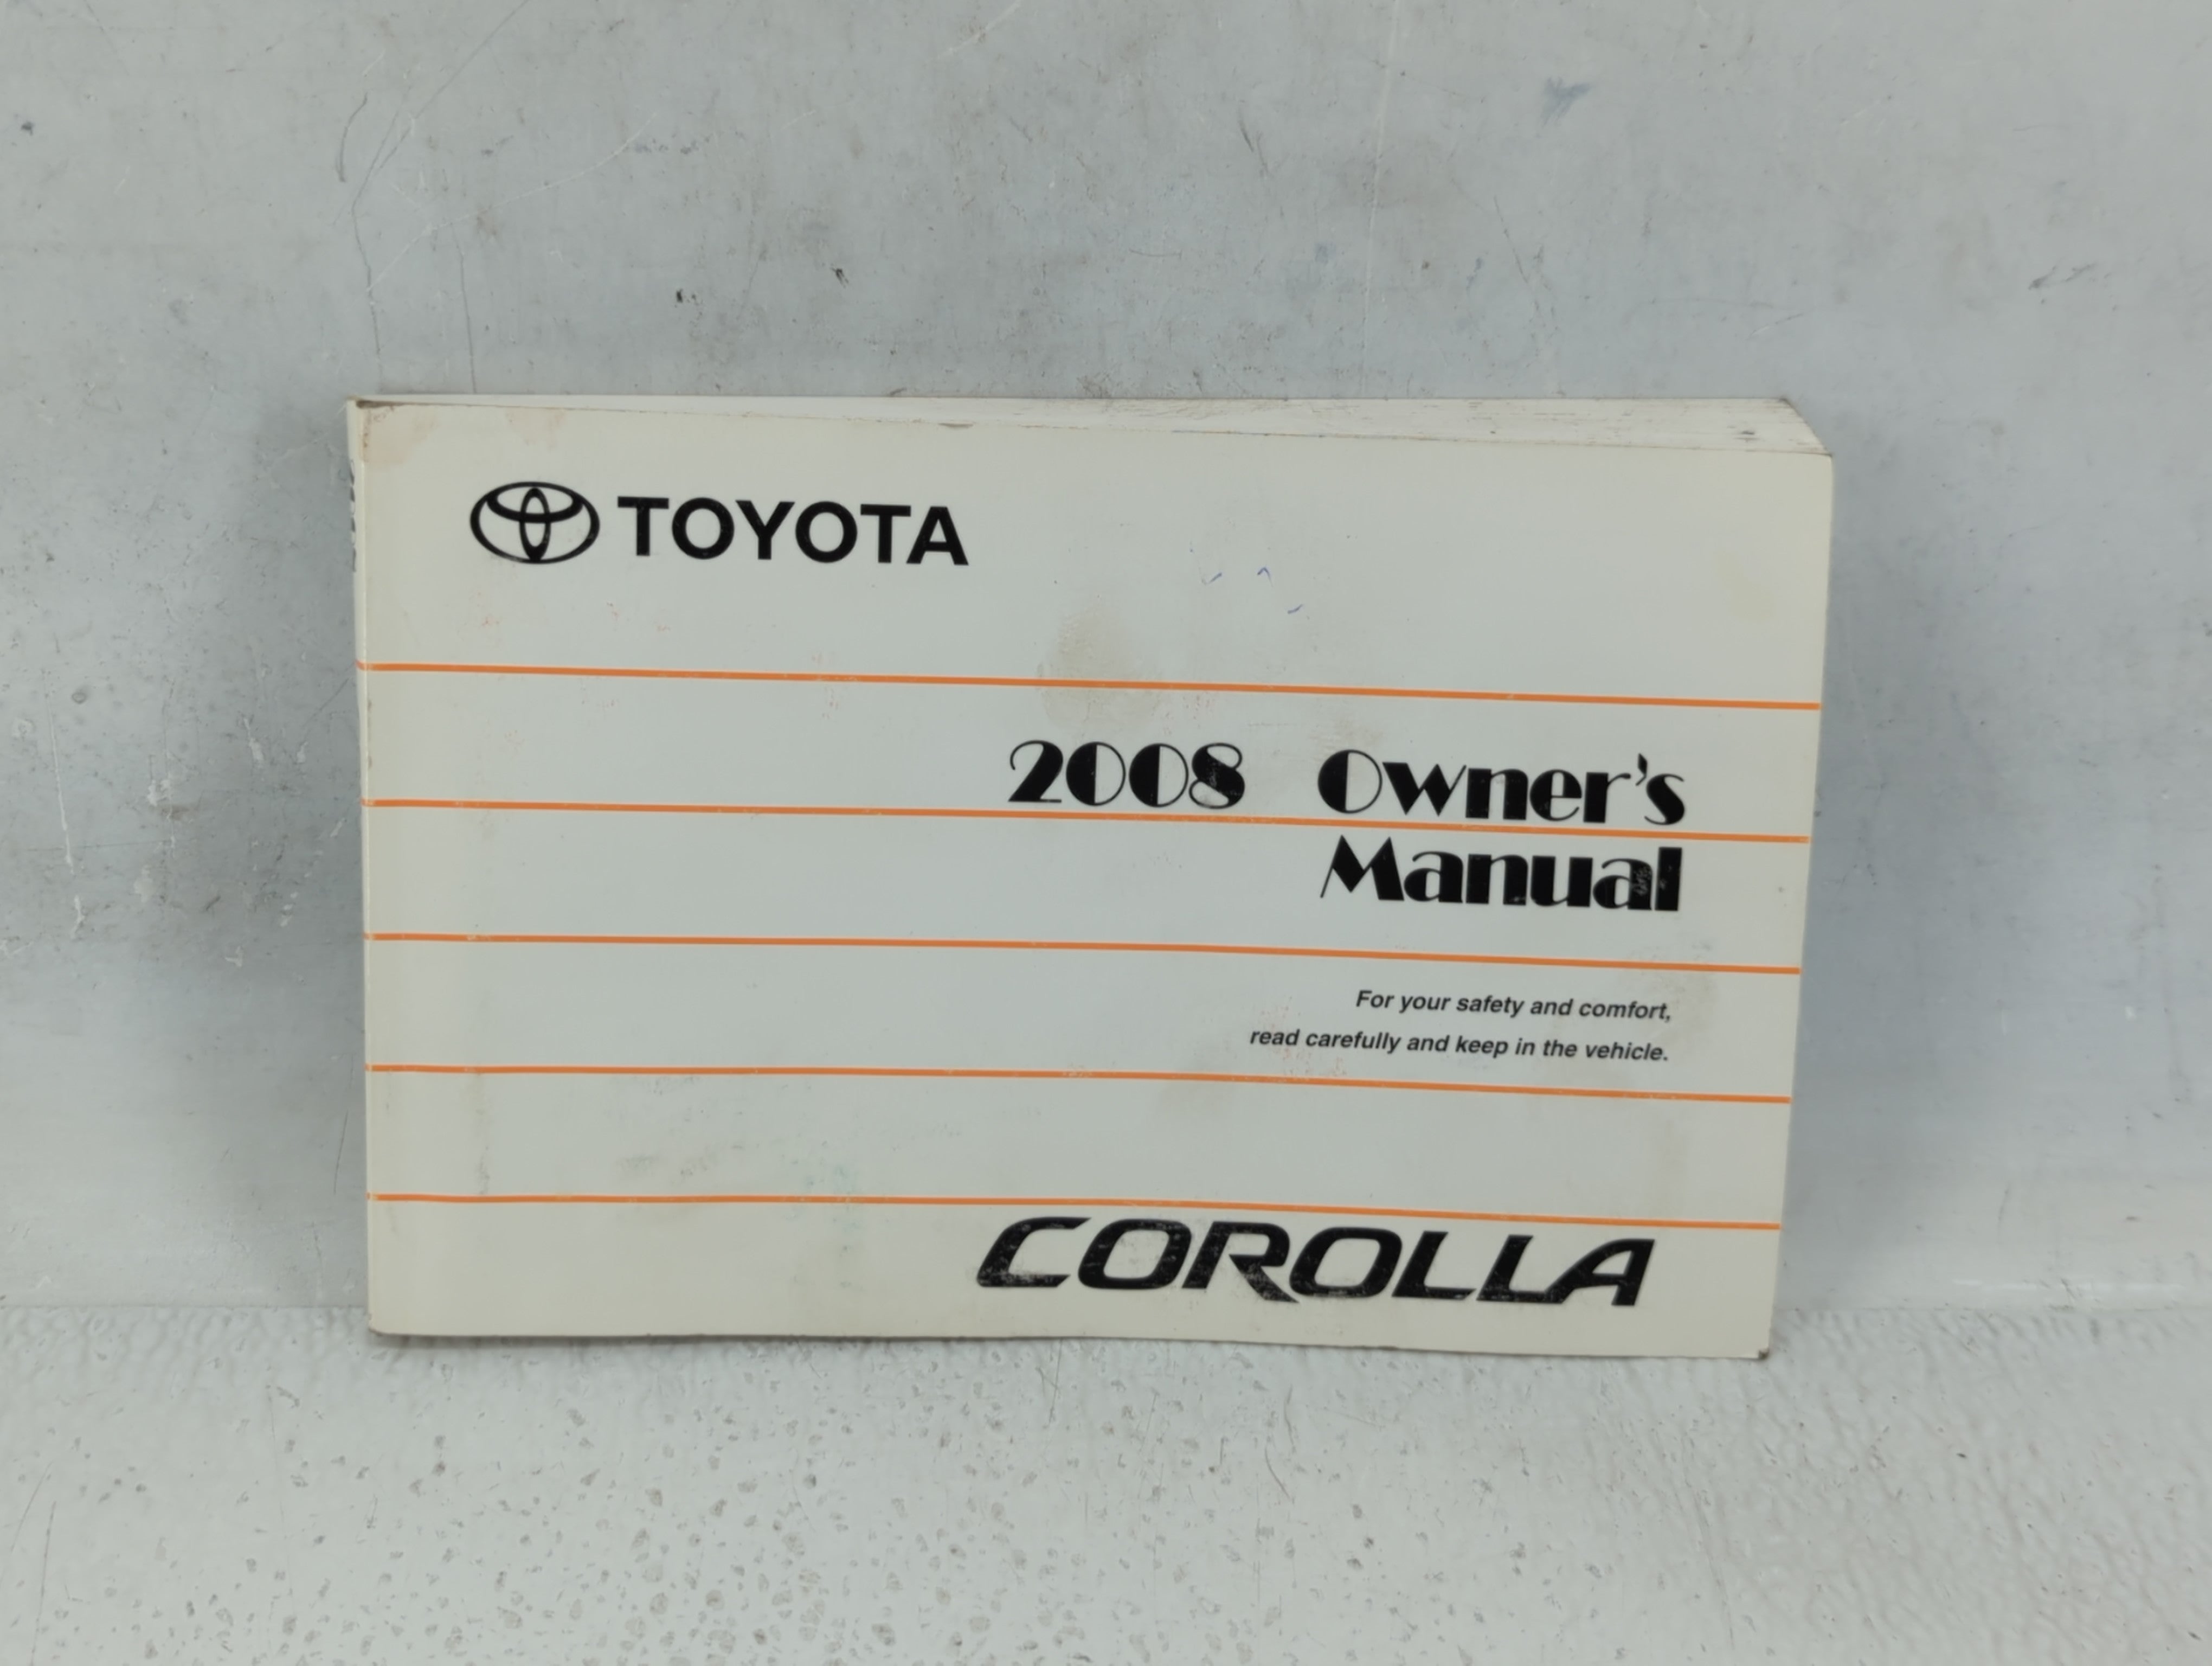 TOYOTA
2008 Owner's
Manual
For your safety and comfort,
read carefully and keep in the vehicle.
COROLLA